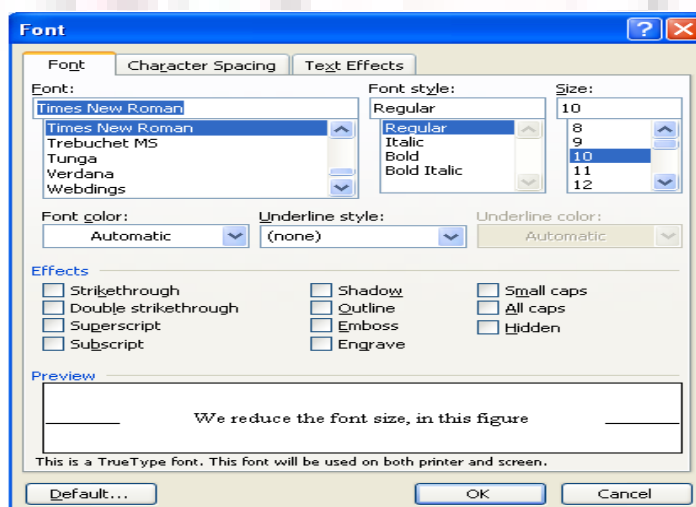 Font
Font Character Spacing Text Effects
Font: Font style: Size:
Times New Roman Regular 10
Times New Roman Regular 8
Trebuchet MS Italic 9
Tunga Bold 10
Verdana Bold Italic 11
Webdings 12
Font color: Underline style: Underline color:
Automatic (none) Automatic
Effects
Strikethrough Shadow Small caps
Double strikethrough Outline All caps
Superscript Emboss Hidden
Subscript Engrave
Preview
We reduce the font size, in this figure
This is a TrueType font. This font will be used on both printer and screen.
Default... OK Cancel